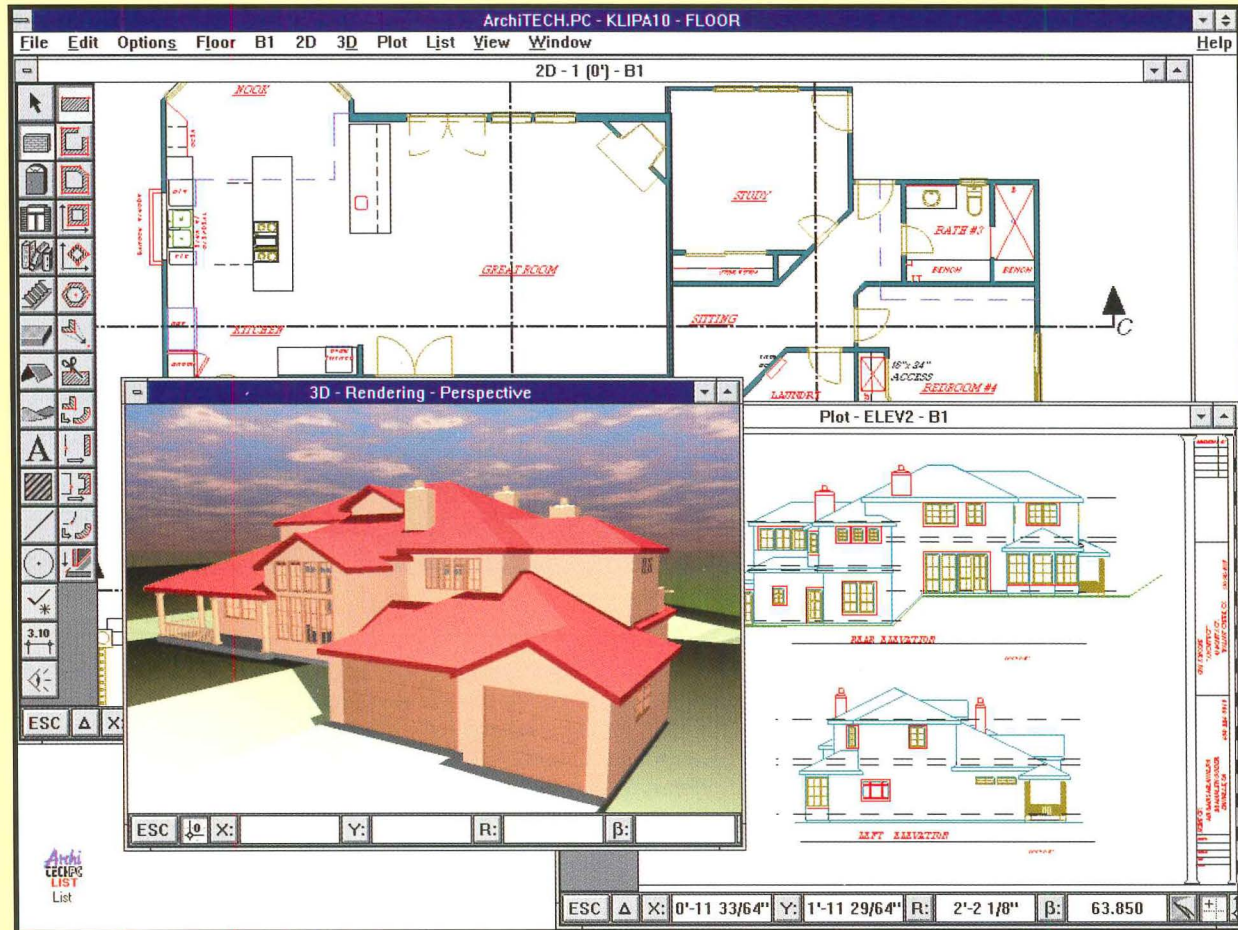 ArchiTECH.PC - KLIPA10 - FLOOR
File Edit Options Floor B1 2D 3D Plot List View Window Help
2D - 1 (0') - B1
NOOK
STUDY
BATH #3
GREAT ROOM
BENCH
BENCH
SITTING
C
KITCHEN
16"x 24"
ACCESS
LAUNDRY
BEDROOM #4
A
3.10
ESC Δ X:
3D - Rendering - Perspective
ESC X: Y: R: β:
Plot - ELEV2 - B1
REAR ELEVATION
LEFT ELEVATION
ESC Δ X: 0'-11 33/64" Y: 1'-11 29/64" R: 2'-2 1/8" β: 63.850
Archi
TECH.PC
LIST
List